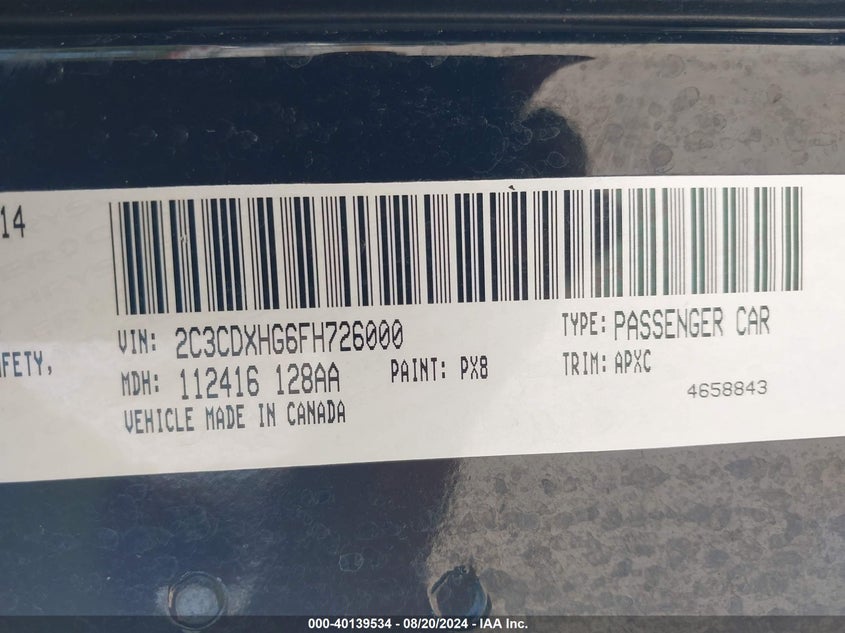 14
VIN: 2C3CDXHG6FH726000
TYPE: PASSENGER CAR
AFETY,
MDH: 112416 128AA
PAINT: PX8
TRIM: APXC
VEHICLE MADE IN CANADA
4658843
000-40139534 - 08/20/2024 - IAA Inc.